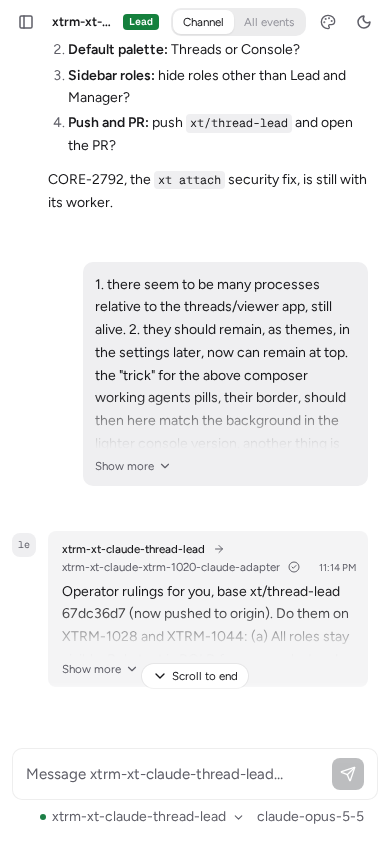 xtrm-xt-... Lead Channel All events
2. Default palette: Threads or Console?
3. Sidebar roles: hide roles other than Lead and
Manager?
4. Push and PR: push xt/thread-lead and open
the PR?
CORE-2792, the xt attach security fix, is still with
its worker.
1. there seem to be many processes
relative to the threads/viewer app, still
alive. 2. they should remain, as themes, in
the settings later, now can remain at top.
the "trick" for the above composer
working agents pills, their border, should
then here match the background in the
lighter console version. another thing is
Show more
le
xtrm-xt-claude-thread-lead →
xtrm-xt-claude-xtrm-1020-claude-adapter 11:14 PM
Operator rulings for you, base xt/thread-lead
67dc36d7 (now pushed to origin). Do them on
XTRM-1028 and XTRM-1044: (a) All roles stay
Show more
Scroll to end
Message xtrm-xt-claude-thread-lead...
xtrm-xt-claude-thread-lead claude-opus-5-5